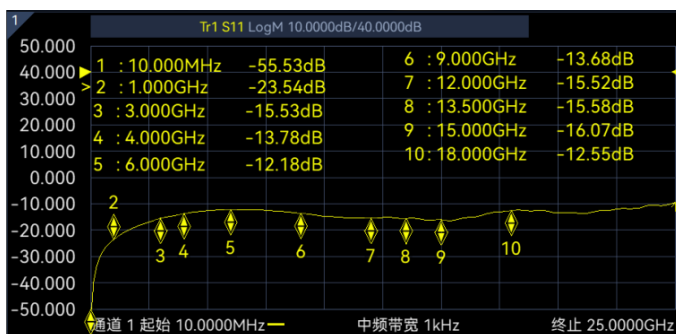 1
Tr1 S11 LogM 10.0000dB/40.0000dB
50.000
40.000
30.000
20.000
10.000
0.000
-10.000
-20.000
-30.000
-40.000
-50.000
1 : 10.000MHz -55.53dB
> 2 : 1.000GHz -23.54dB
3 : 3.000GHz -15.53dB
4 : 4.000GHz -13.78dB
5 : 6.000GHz -12.18dB
6 : 9.000GHz -13.68dB
7 : 12.000GHz -15.52dB
8 : 13.500GHz -15.58dB
9 : 15.000GHz -16.07dB
10: 18.000GHz -12.55dB
2
3
4
5
6
7
8
9
10
通道 1 起始 10.0000MHz
中频带宽 1kHz
终止 25.0000GHz